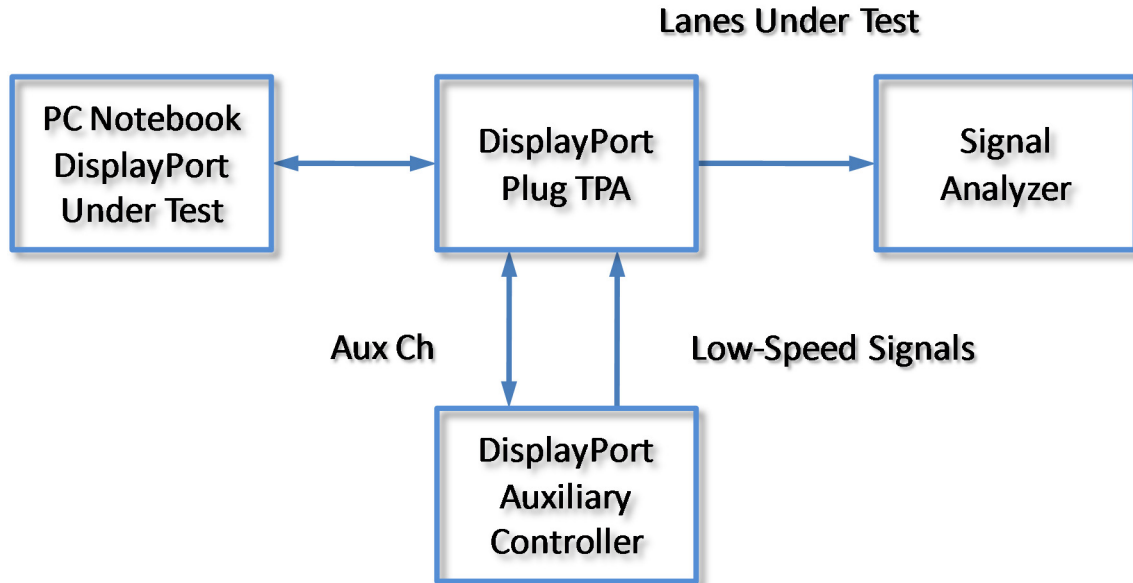 Lanes Under Test
PC Notebook
DisplayPort
Under Test
DisplayPort
Plug TPA
Signal
Analyzer
Aux Ch
Low-Speed Signals
DisplayPort
Auxiliary
Controller